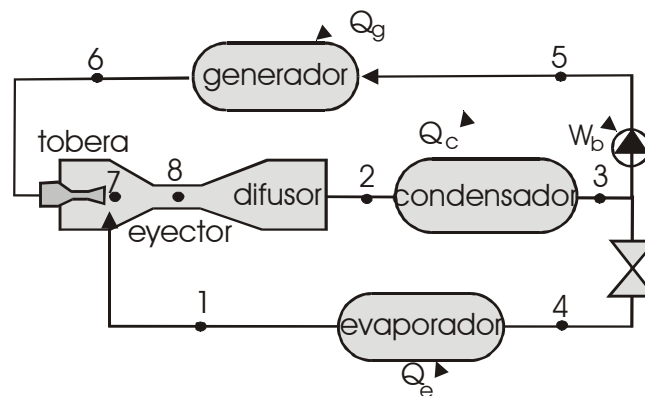 6
generador
Qg
5
tobera
7
8
difusor
eyector
2
Qc
condensador
Wb
3
1
evaporador
4
Qe